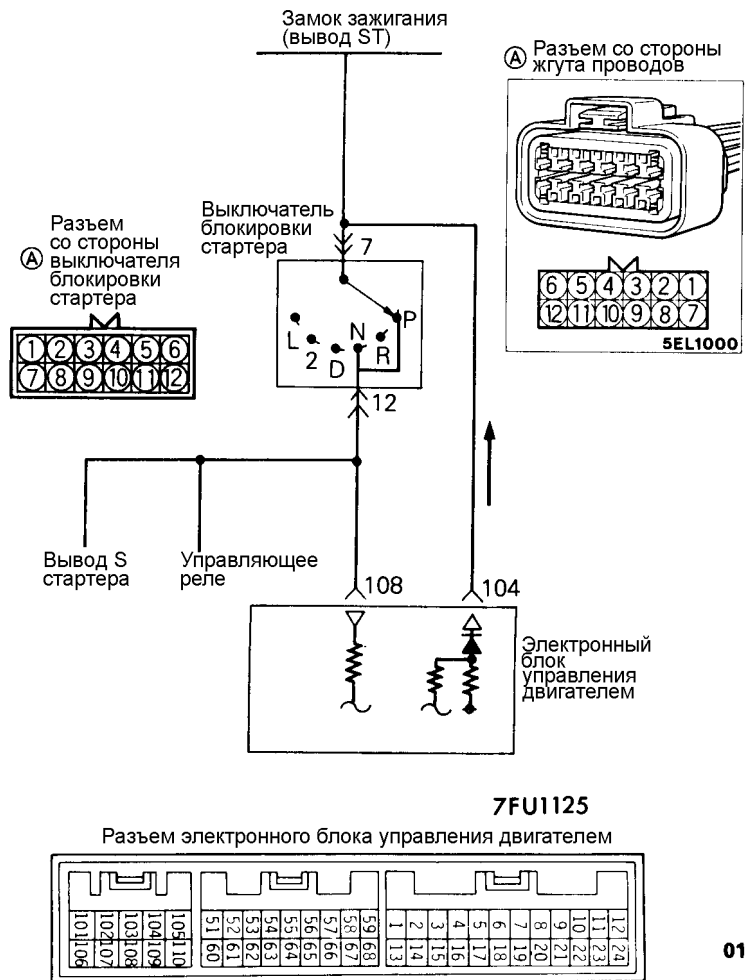 Замок зажигания
(вывод ST)
Ⓐ Разъем со стороны
жгута проводов
6 5 4 3 2 1
12 11 10 9 8 7
5EL1000
Выключатель
блокировки
стартера
7
Разъем
со стороны
Ⓐ выключателя
блокировки
стартера
1 2 3 4 5 6
7 8 9 10 11 12
P
L
2
D
N
R
12
Вывод S
стартера
Управляющее
реле
108
104
Электронный
блок
управления
двигателем
7FU1125
Разъем электронного блока управления двигателем
101 102 103 104 105
106 107 108 109 110
51 52 53 54 55 56 57 58 59
60 61 62 63 64 65 66 67 68
1 2 3 4 5 6 7 8 9 10 11 12
13 14 15 16 17 18 19 20 21 22 23 24
01